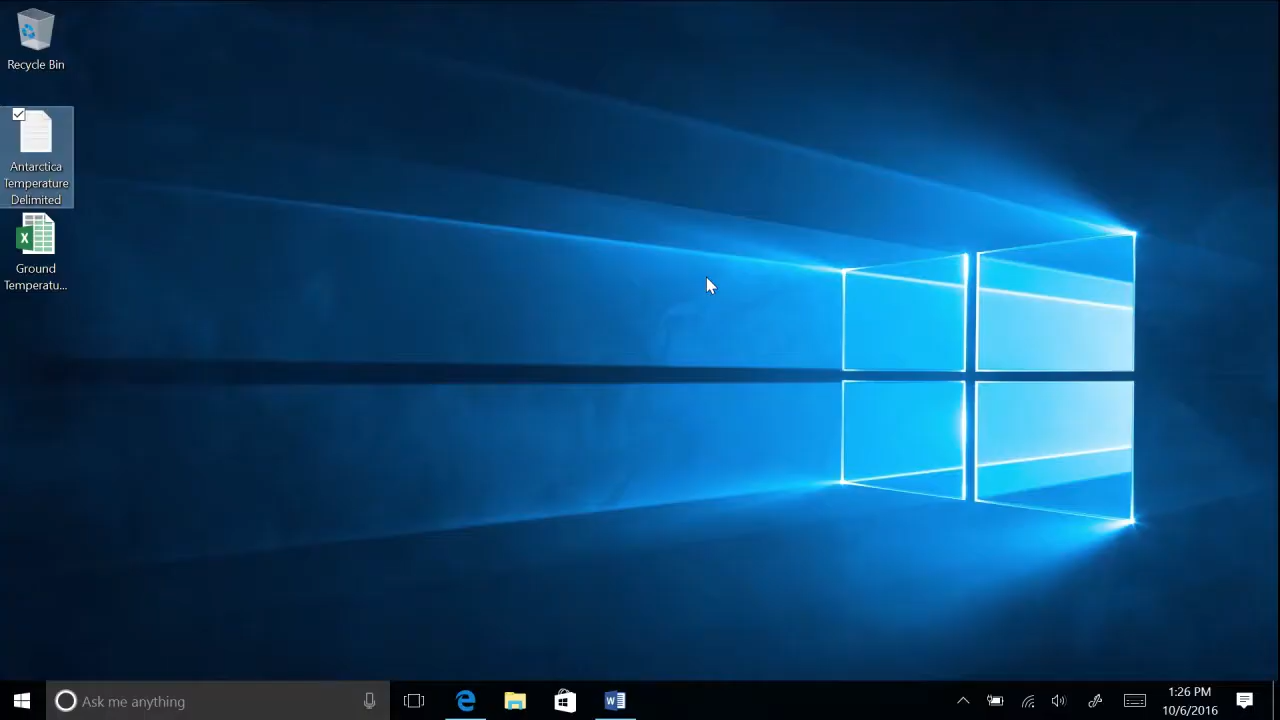 Recycle Bin
Antarctica
Temperature
Delimited
Ground
Temperatu...
Ask me anything
1:26 PM
10/6/2016